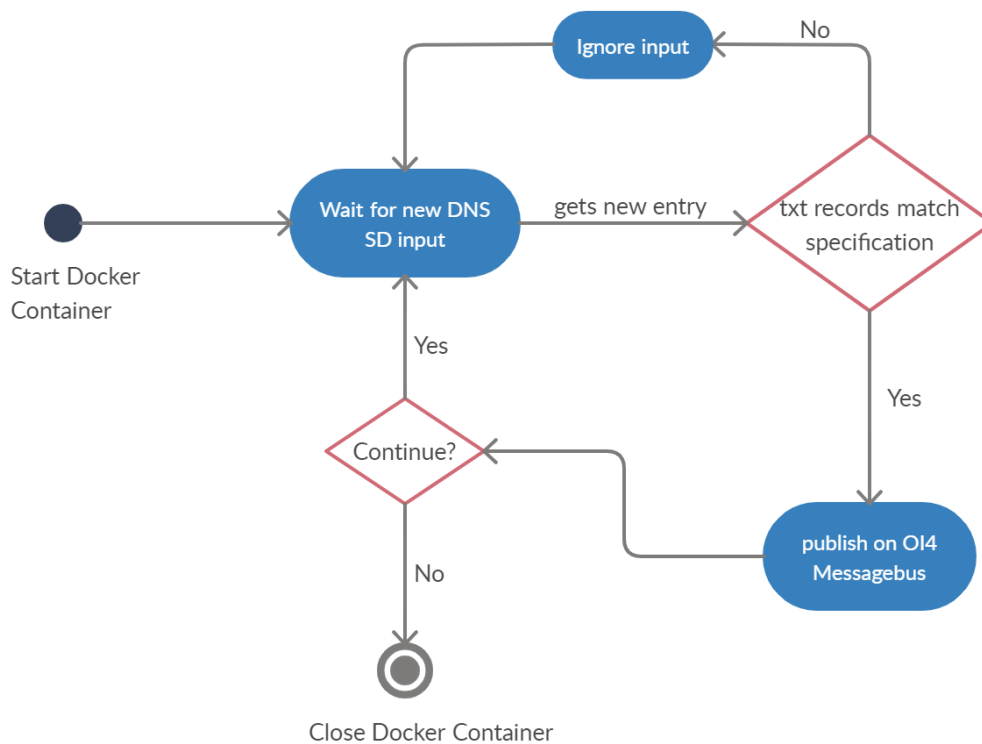 No
Ignore input
Wait for new DNS
SD input
gets new entry
txt records match
specification
Start Docker
Container
Yes
Yes
Continue?
publish on OI4
Messagebus
No
Close Docker Container